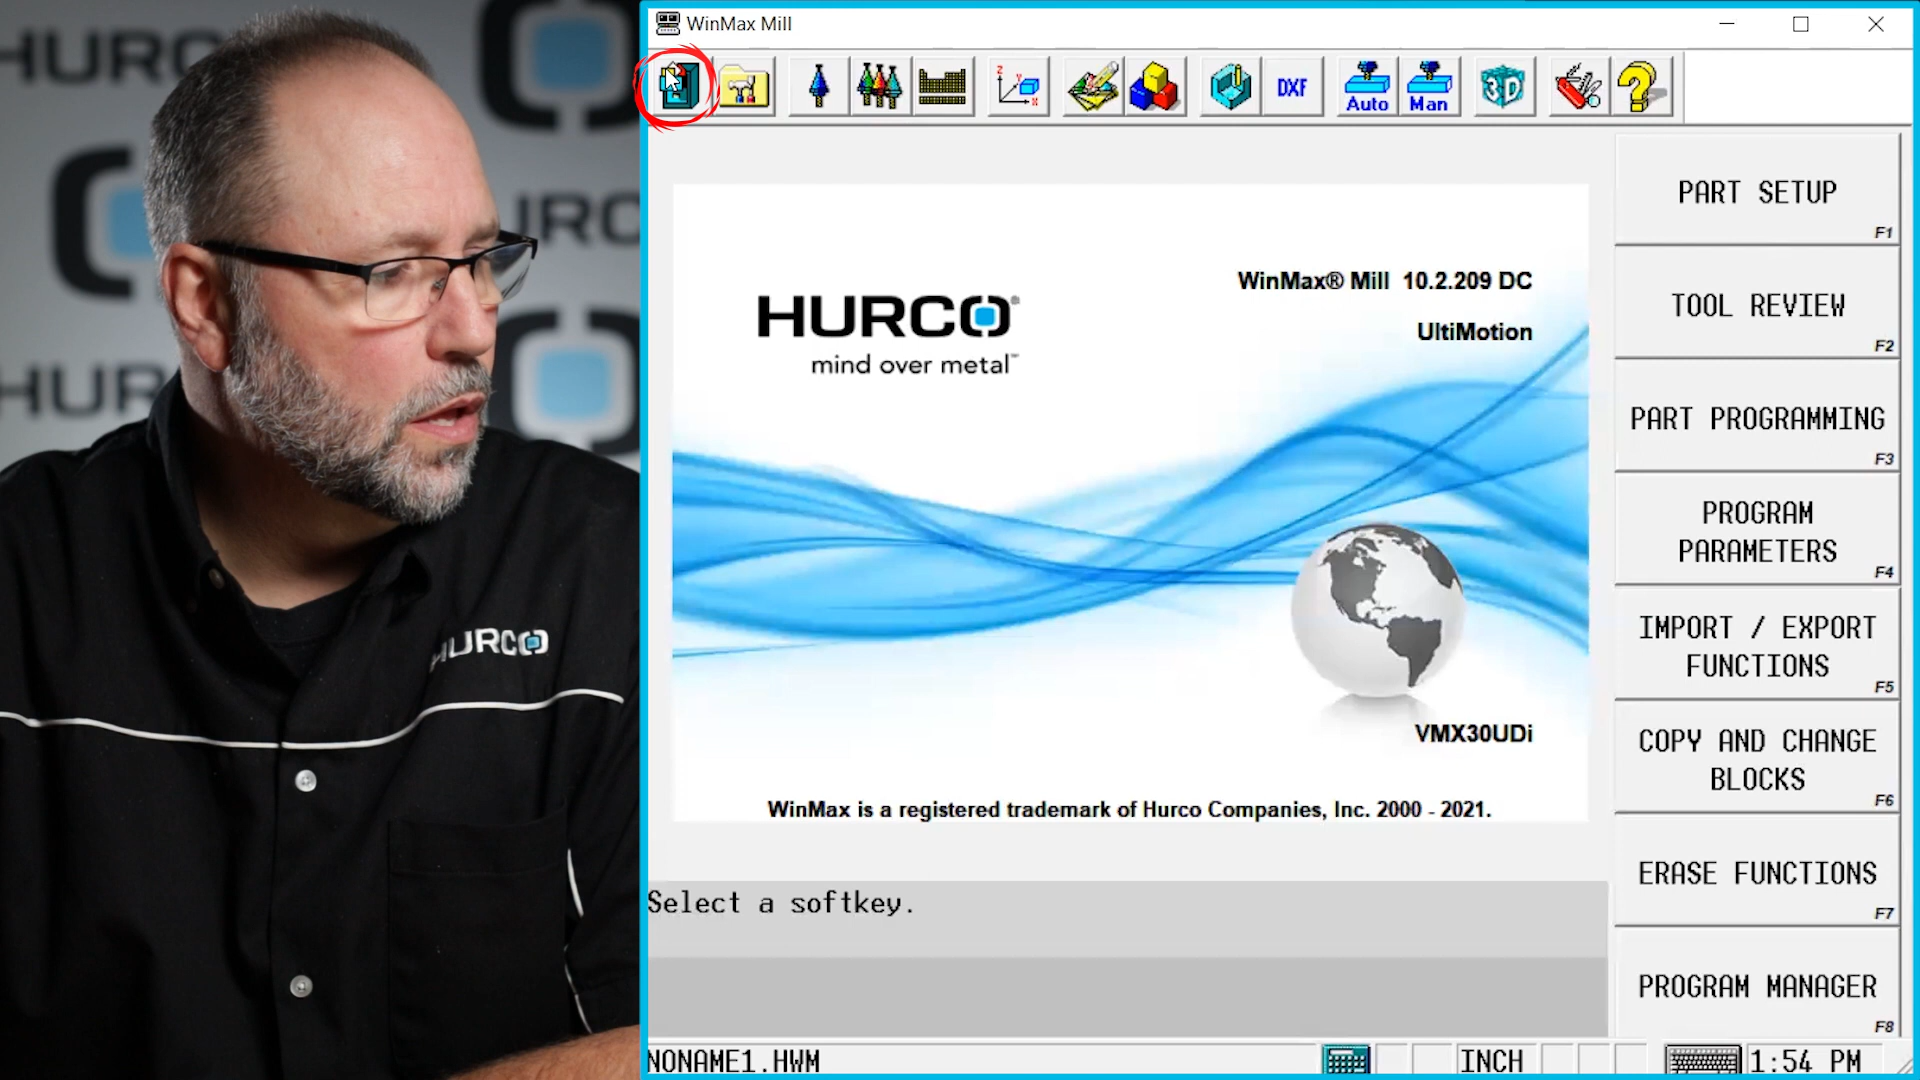 HURCO
HURCO
HURCO
WinMax Mill
DXF
Auto
Man
3D
PART SETUP
F1
TOOL REVIEW
F2
PART PROGRAMMING
F3
PROGRAM
PARAMETERS
F4
IMPORT / EXPORT
FUNCTIONS
F5
COPY AND CHANGE
BLOCKS
F6
ERASE FUNCTIONS
F7
PROGRAM MANAGER
F8
HURCO®
mind over metal™
WinMax® Mill 10.2.209 DC
UltiMotion
VMX30UDi
WinMax is a registered trademark of Hurco Companies, Inc. 2000 - 2021.
Select a softkey.
NONAME1.HWM
INCH
1:54 PM